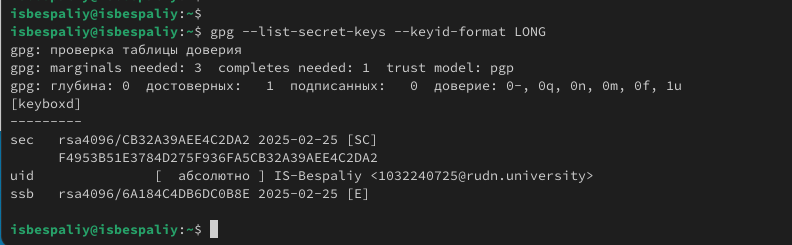 isbespaliy@isbespaliy:~$
isbespaliy@isbespaliy:~$ gpg --list-secret-keys --keyid-format LONG
gpg: проверка таблицы доверия
gpg: marginals needed: 3  completes needed: 1  trust model: pgp
gpg: глубина: 0  достоверных:   1  подписанных:   0  доверие: 0-, 0q, 0n, 0m, 0f, 1u
[keyboxd]
---------
sec   rsa4096/CB32A39AEE4C2DA2 2025-02-25 [SC]
      F4953B51E3784D275F936FA5CB32A39AEE4C2DA2
uid               [  абсолютно ] IS-Bespaliy <1032240725@rudn.university>
ssb   rsa4096/6A184C4DB6DC0B8E 2025-02-25 [E]
isbespaliy@isbespaliy:~$